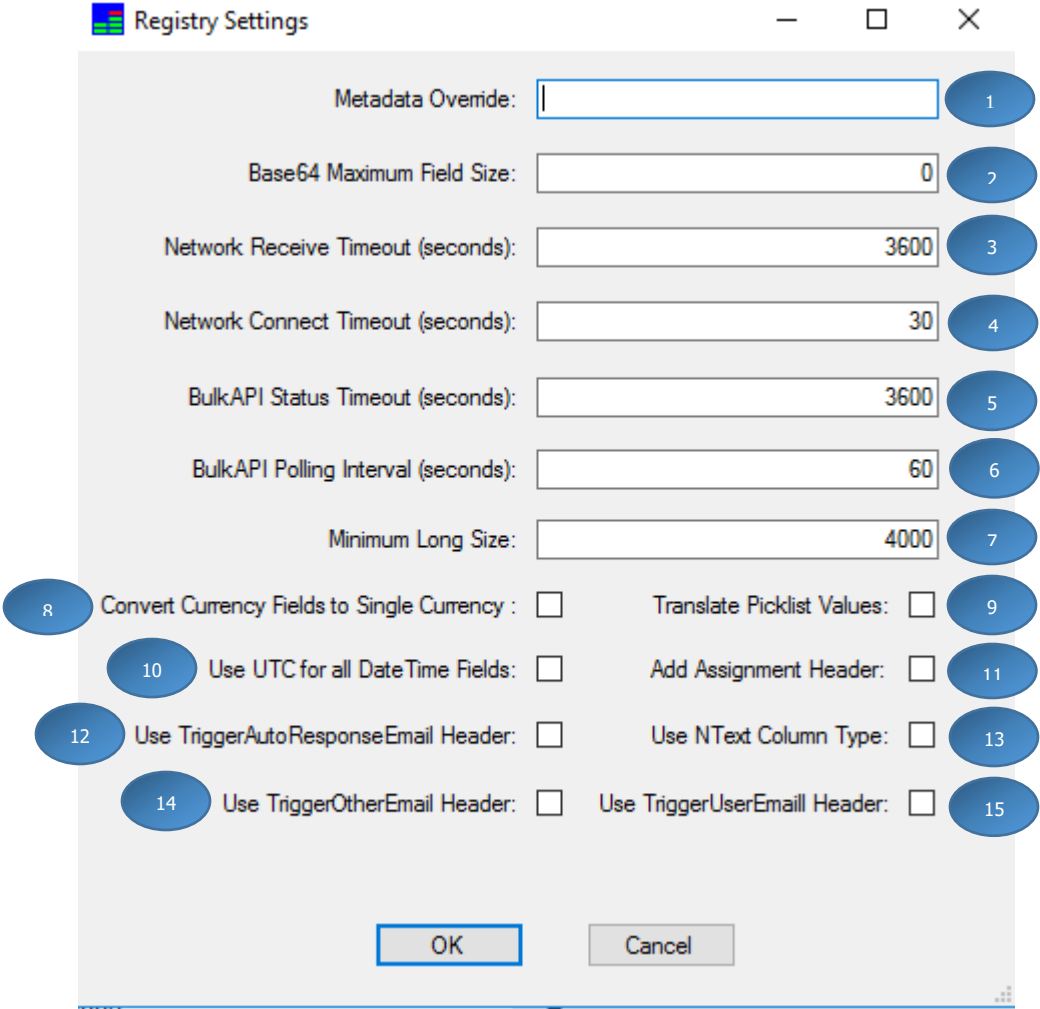 Registry Settings
Metadata Override: 1
Base64 Maximum Field Size: 0 2
Network Receive Timeout (seconds): 3600 3
Network Connect Timeout (seconds): 30 4
BulkAPI Status Timeout (seconds): 3600 5
BulkAPI Polling Interval (seconds): 60 6
Minimum Long Size: 4000 7
8 Convert Currency Fields to Single Currency : Translate Picklist Values: 9
10 Use UTC for all DateTime Fields: Add Assignment Header: 11
12 Use TriggerAutoResponseEmail Header: Use NText Column Type: 13
14 Use TriggerOtherEmail Header: Use TriggerUserEmaill Header: 15
OK Cancel